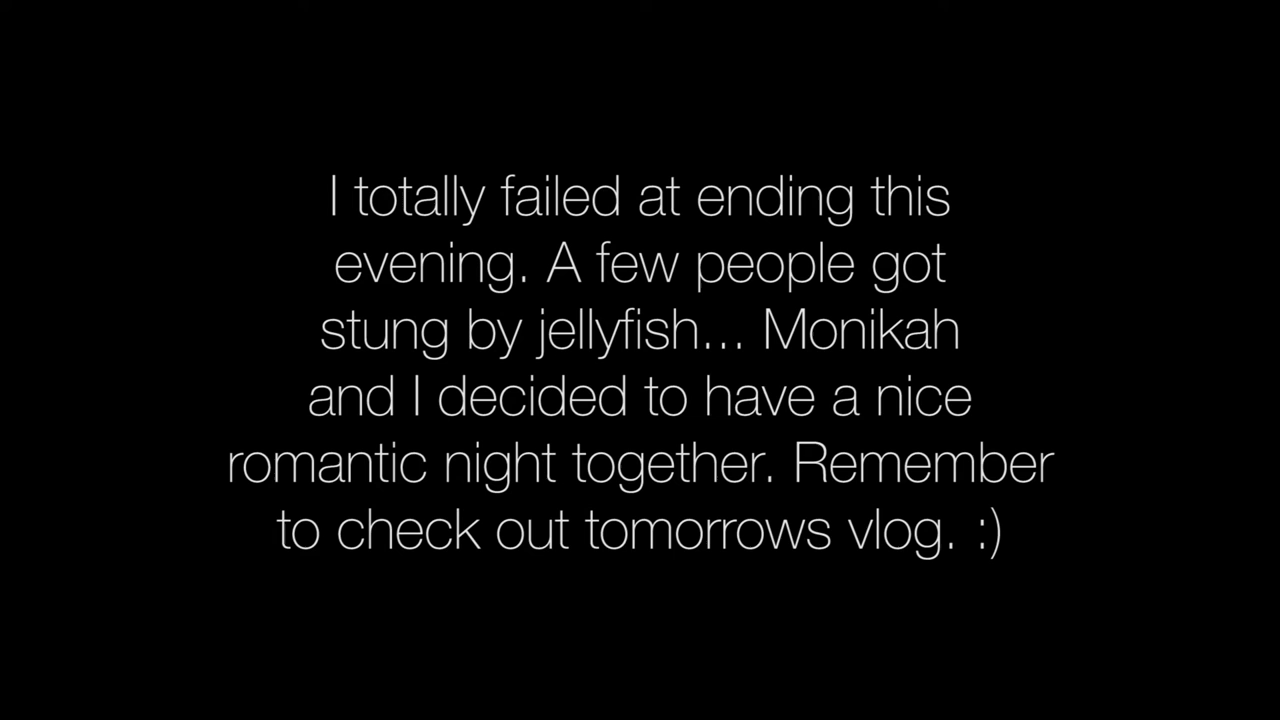 I totally failed at ending this
evening. A few people got
stung by jellyfish... Monikah
and I decided to have a nice
romantic night together. Remember
to check out tomorrows vlog. :)